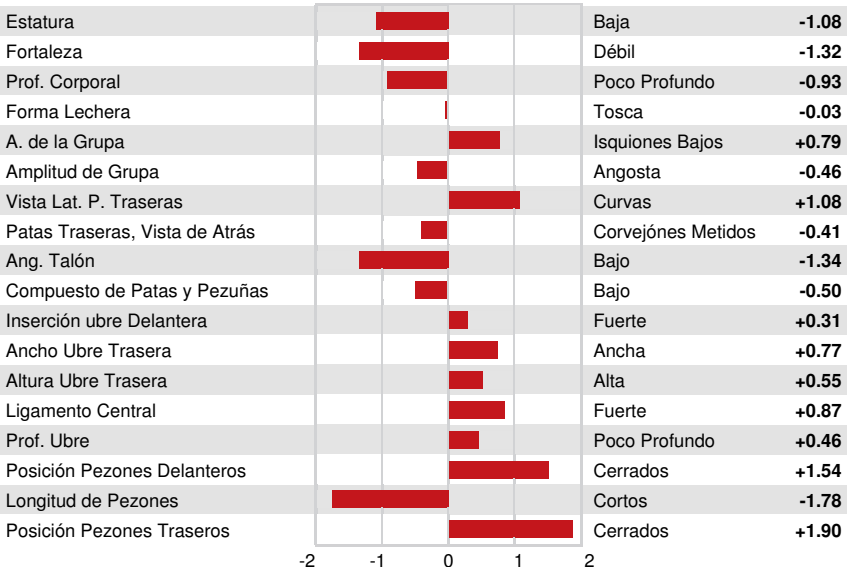 Estatura Baja -1.08
Fortaleza Débil -1.32
Prof. Corporal Poco Profundo -0.93
Forma Lechera Tosca -0.03
A. de la Grupa Isquiones Bajos +0.79
Amplitud de Grupa Angosta -0.46
Vista Lat. P. Traseras Curvas +1.08
Patas Traseras, Vista de Atrás Corvejónes Metidos -0.41
Ang. Talón Bajo -1.34
Compuesto de Patas y Pezuñas Bajo -0.50
Inserción ubre Delantera Fuerte +0.31
Ancho Ubre Trasera Ancha +0.77
Altura Ubre Trasera Alta +0.55
Ligamento Central Fuerte +0.87
Prof. Ubre Poco Profundo +0.46
Posición Pezones Delanteros Cerrados +1.54
Longitud de Pezones Cortos -1.78
Posición Pezones Traseros Cerrados +1.90
-2 -1 0 1 2